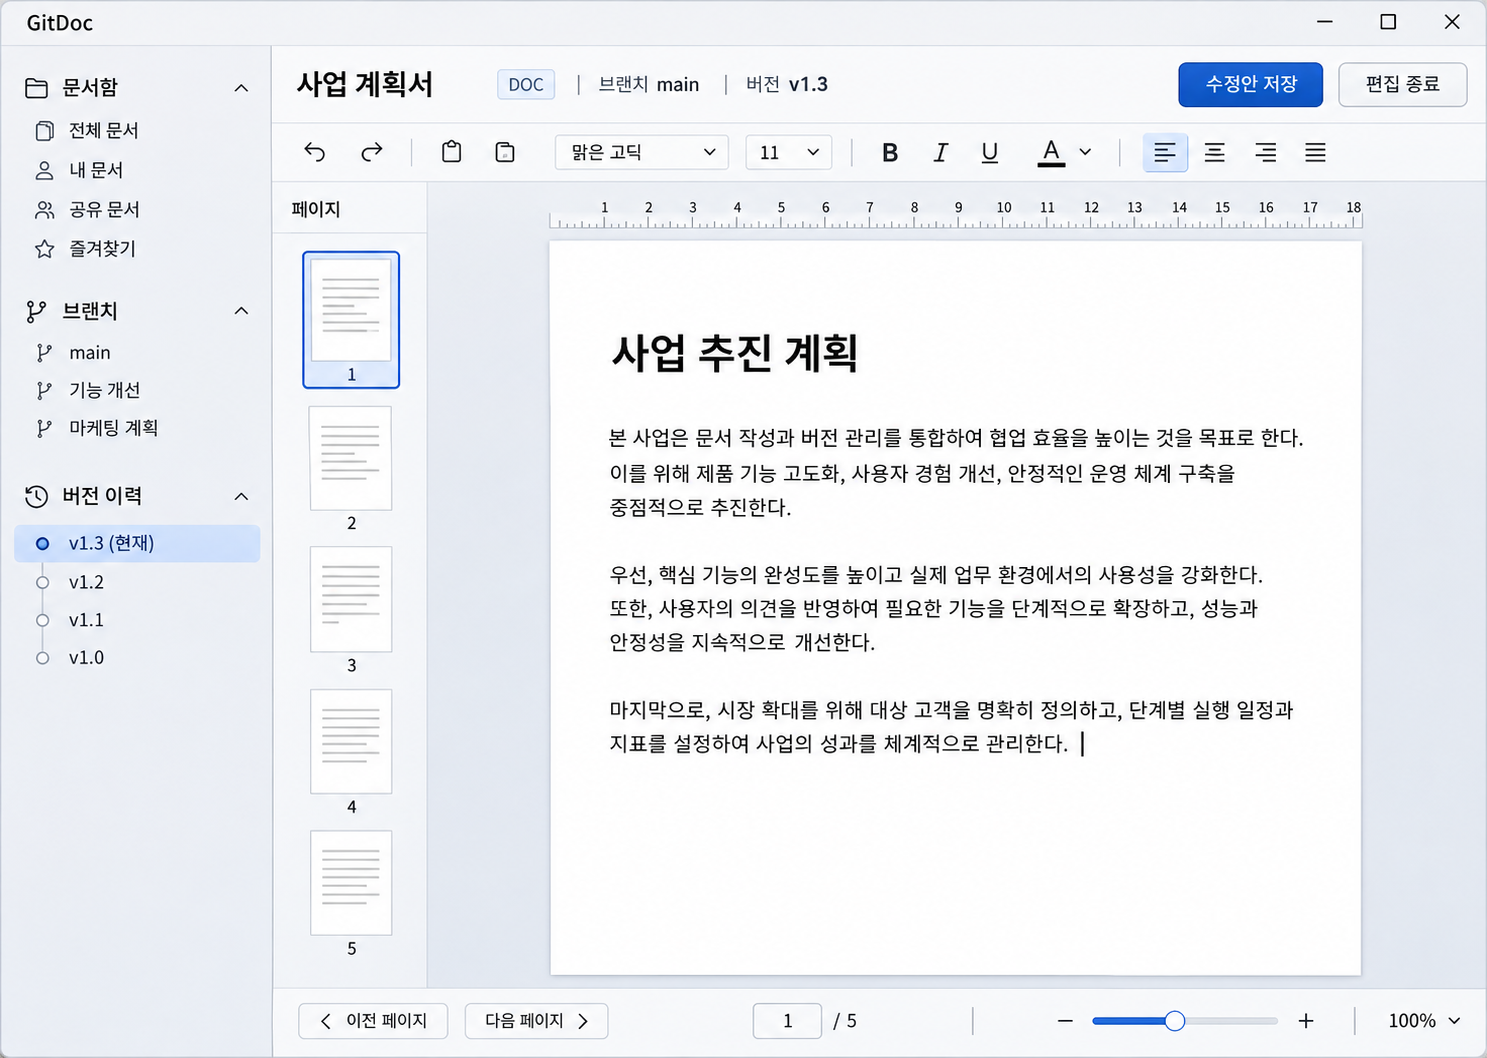 GitDoc
문서함
전체 문서
내 문서
공유 문서
즐겨찾기
브랜치
main
기능 개선
마케팅 계획
버전 이력
v1.3 (현재)
v1.2
v1.1
v1.0
사업 계획서 DOC | 브랜치 main | 버전 v1.3 수정안 저장 편집 종료
맑은 고딕 11 B I U A
페이지
1
2
3
4
5
1 2 3 4 5 6 7 8 9 10 11 12 13 14 15 16 17 18
사업 추진 계획
본 사업은 문서 작성과 버전 관리를 통합하여 협업 효율을 높이는 것을 목표로 한다.
이를 위해 제품 기능 고도화, 사용자 경험 개선, 안정적인 운영 체계 구축을
중점적으로 추진한다.
우선, 핵심 기능의 완성도를 높이고 실제 업무 환경에서의 사용성을 강화한다.
또한, 사용자의 의견을 반영하여 필요한 기능을 단계적으로 확장하고, 성능과
안정성을 지속적으로 개선한다.
마지막으로, 시장 확대를 위해 대상 고객을 명확히 정의하고, 단계별 실행 일정과
지표를 설정하여 사업의 성과를 체계적으로 관리한다.
이전 페이지 다음 페이지 1 / 5 100%